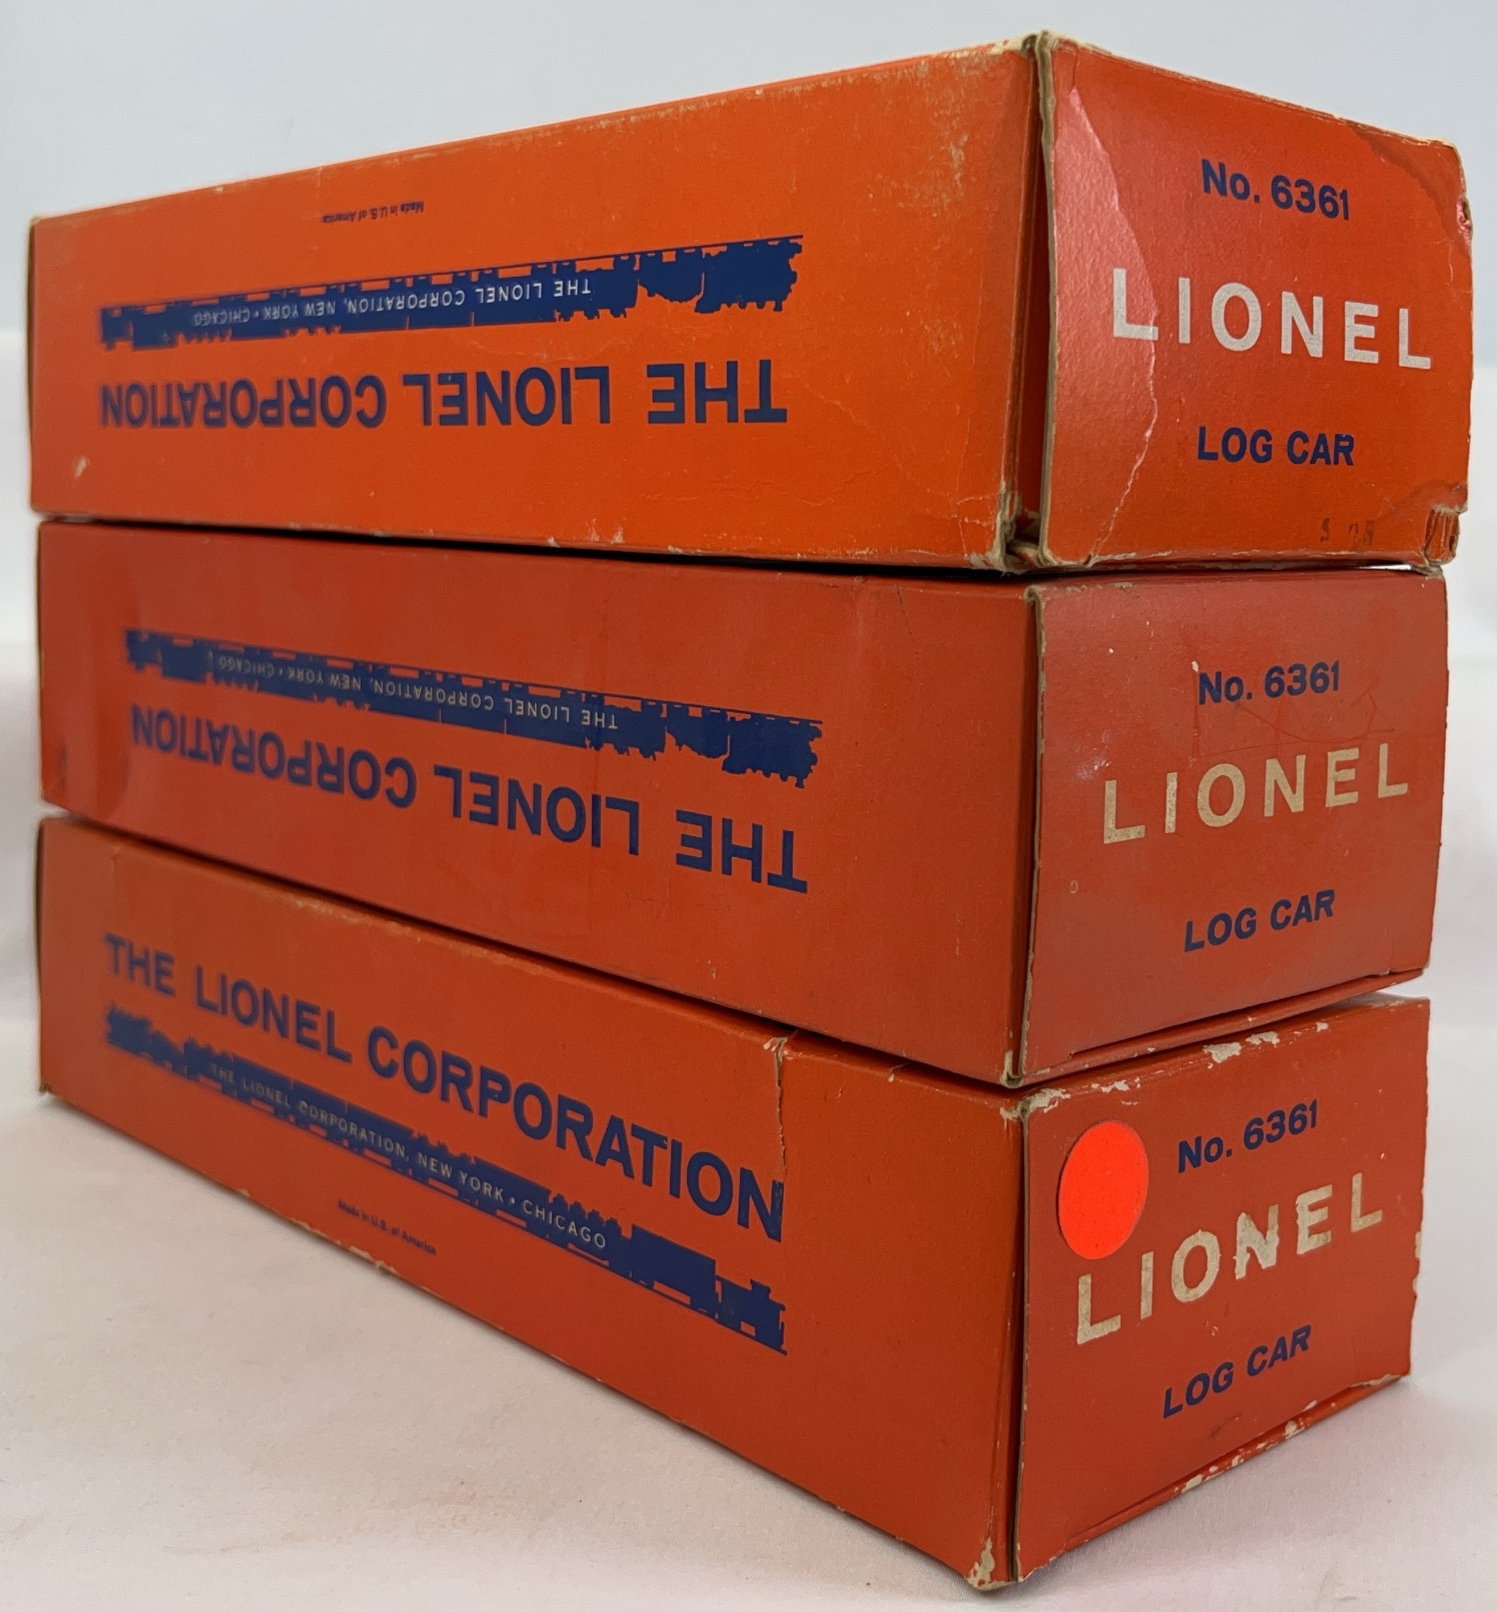 Made in U.S. of America
THE LIONEL CORPORATION, NEW YORK • CHICAGO
THE LIONEL CORPORATION
No. 6361
LIONEL
LOG CAR
THE LIONEL CORPORATION, NEW YORK • CHICAGO
THE LIONEL CORPORATION
No. 6361
LIONEL
LOG CAR
THE LIONEL CORPORATION
THE LIONEL CORPORATION, NEW YORK • CHICAGO
Made in U.S. of America
No. 6361
LIONEL
LOG CAR